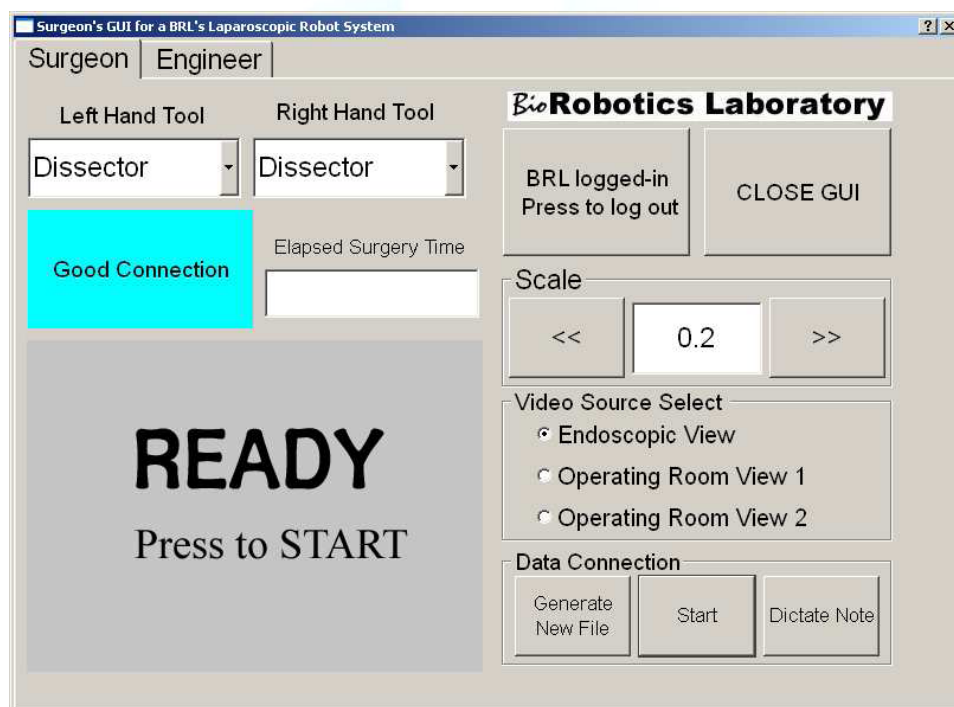 Surgeon's GUI for a BRL's Laparoscopic Robot System
Surgeon Engineer
Left Hand Tool Right Hand Tool
Dissector Dissector
Good Connection
Elapsed Surgery Time
READY
Press to START
BioRobotics Laboratory
BRL logged-in
Press to log out
CLOSE GUI
Scale
<< 0.2 >>
Video Source Select
Endoscopic View
Operating Room View 1
Operating Room View 2
Data Connection
Generate
New File
Start
Dictate Note